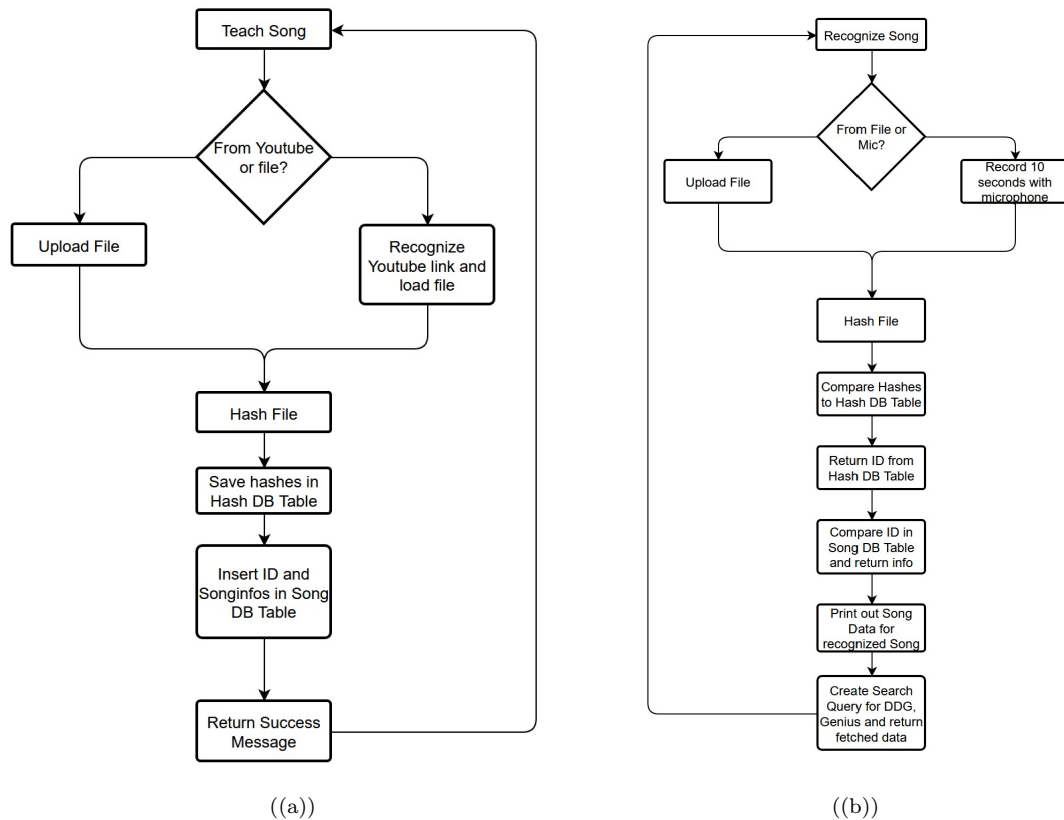 Teach Song
From Youtube
or file?
Upload File
Recognize
Youtube link and
load file
Hash File
Save hashes in
Hash DB Table
Insert ID and
Songinfos in Song
DB Table
Return Success
Message
((a))
Recognize Song
From File or
Mic?
Upload File
Record 10
seconds with
microphone
Hash File
Compare Hashes
to Hash DB Table
Return ID from
Hash DB Table
Compare ID in
Song DB Table
and return info
Print out Song
Data for
recognized Song
Create Search
Query for DDG,
Genius and return
fetched data
((b))